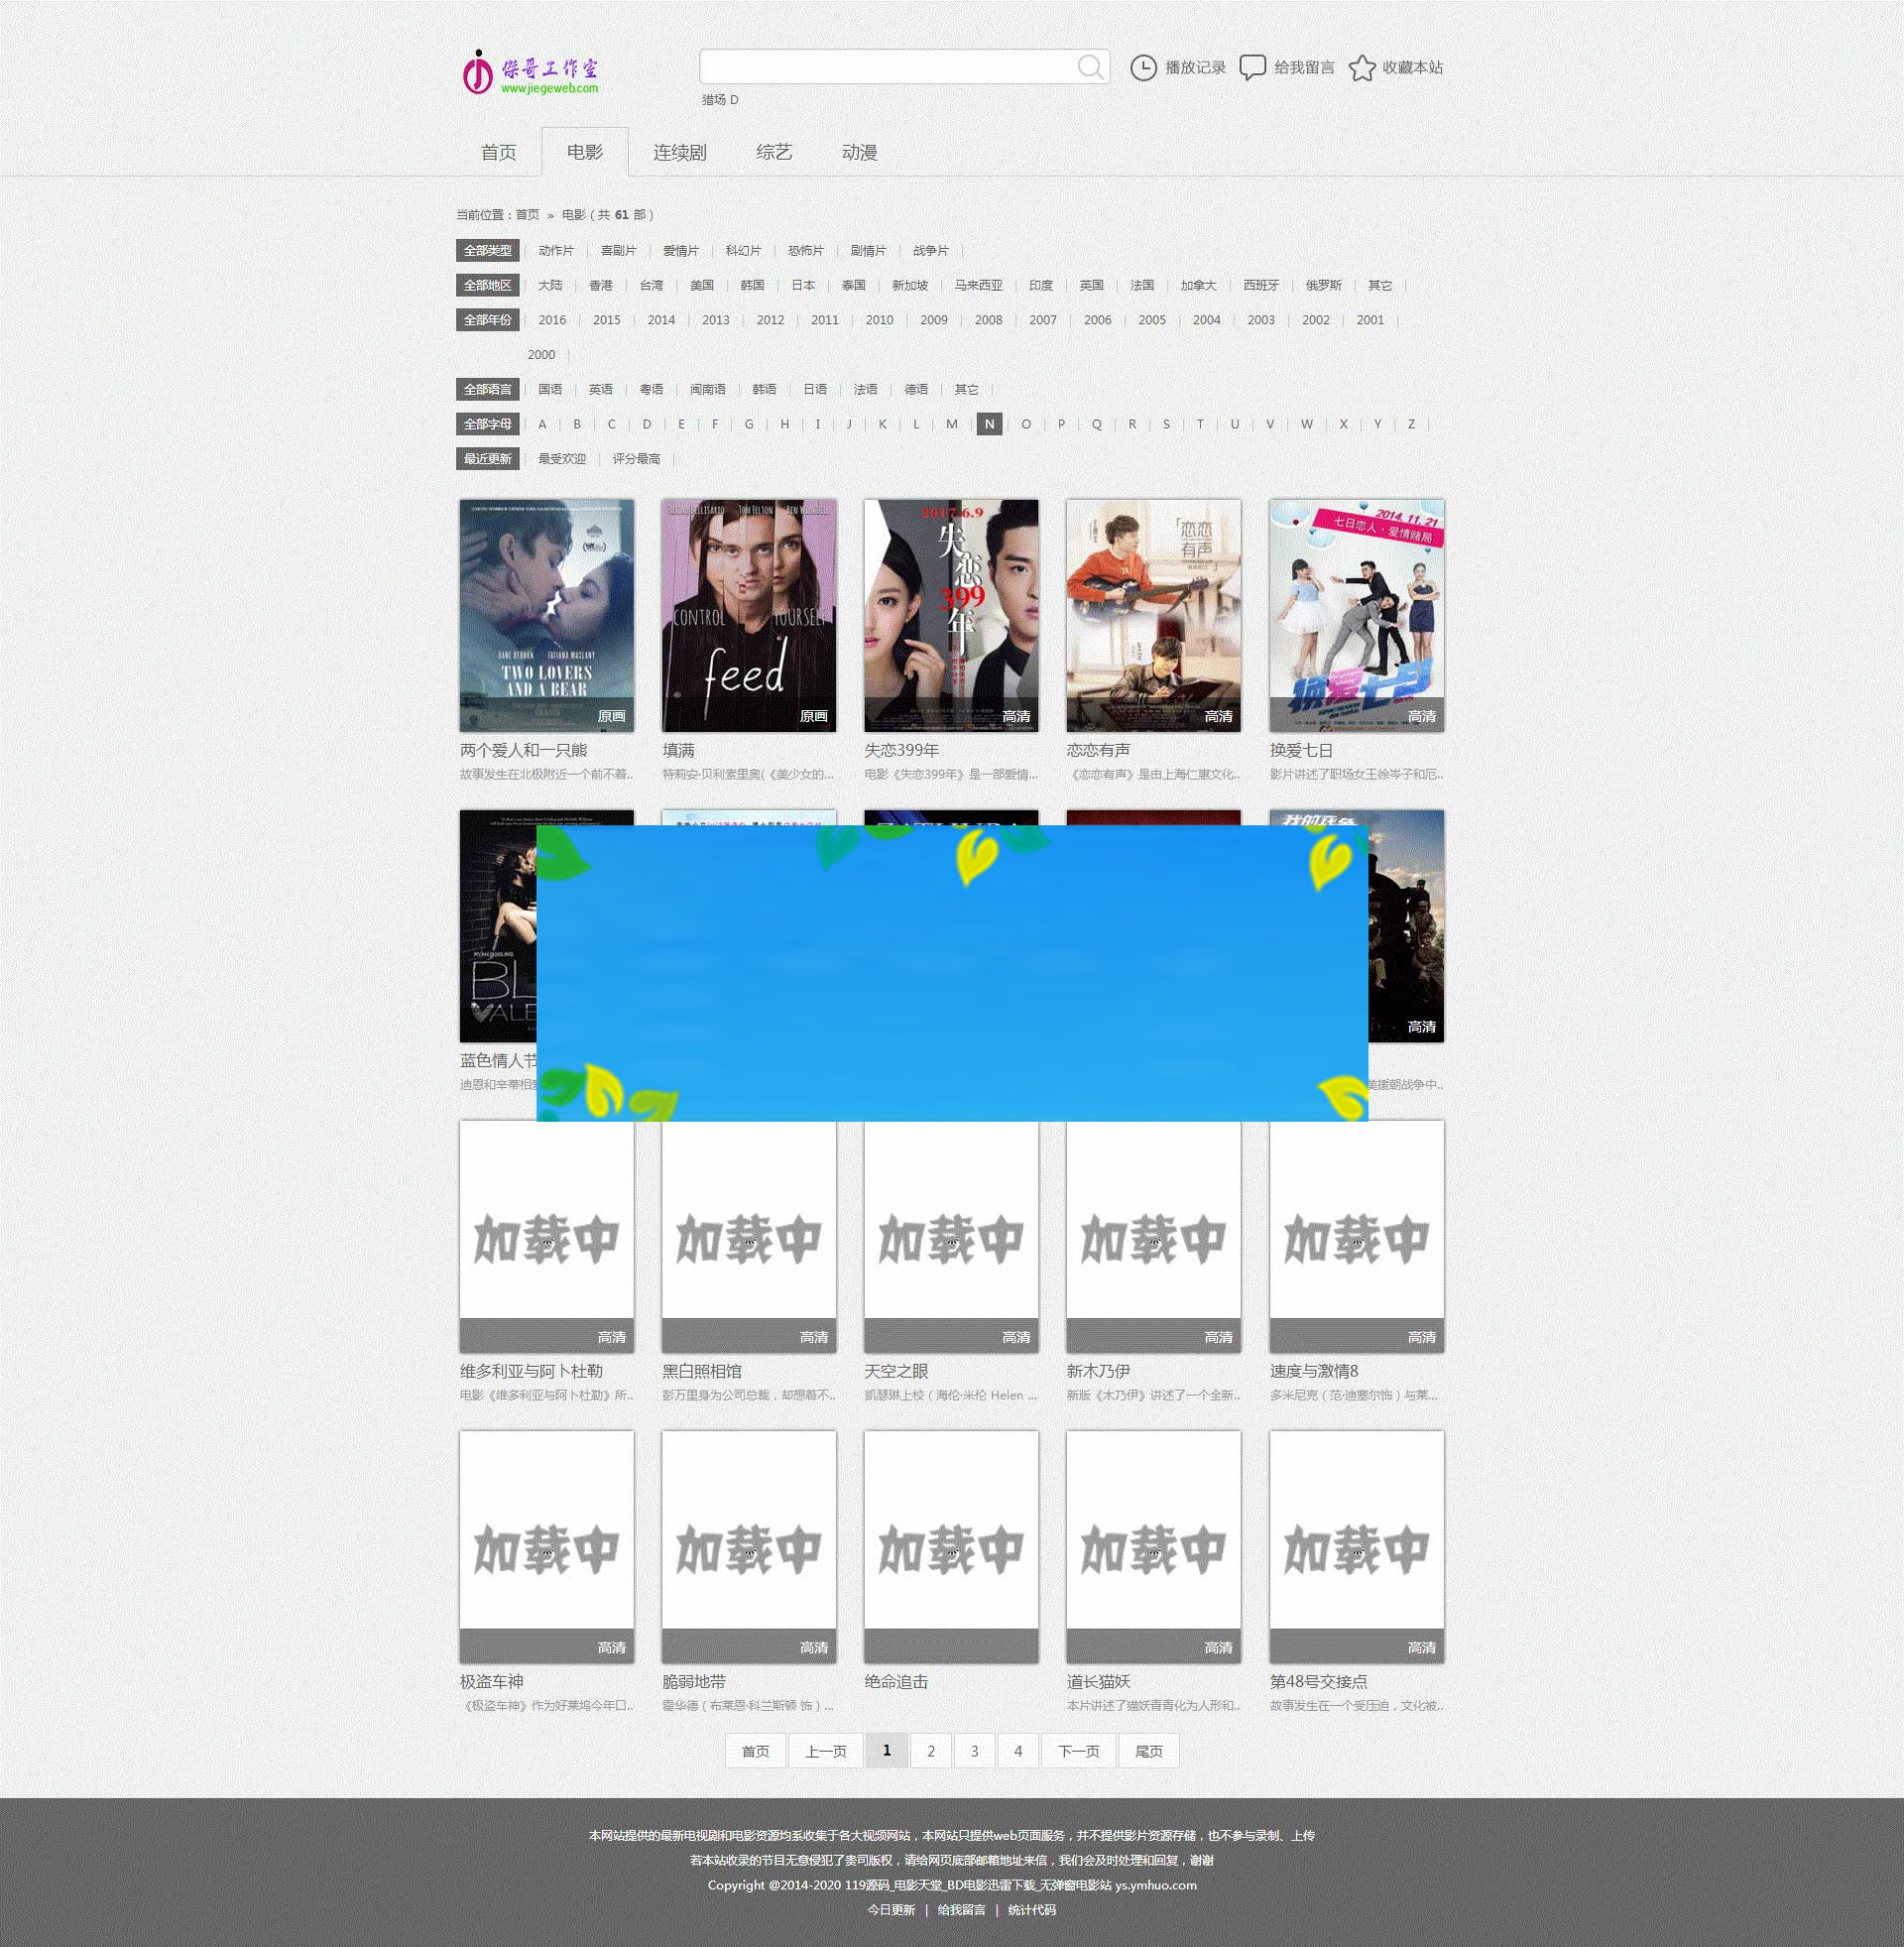 傑哥工作室
www.jiegeweb.com
播放记录 给我留言 收藏本站
猎场 D
首页 电影 连续剧 综艺 动漫
当前位置：首页 » 电影（共 61 部）
全部类型 | 动作片 | 喜剧片 | 爱情片 | 科幻片 | 恐怖片 | 剧情片 | 战争片 |
全部地区 | 大陆 | 香港 | 台湾 | 美国 | 韩国 | 日本 | 泰国 | 新加坡 | 马来西亚 | 印度 | 英国 | 法国 | 加拿大 | 西班牙 | 俄罗斯 | 其它 |
全部年份 | 2016 | 2015 | 2014 | 2013 | 2012 | 2011 | 2010 | 2009 | 2008 | 2007 | 2006 | 2005 | 2004 | 2003 | 2002 | 2001 |
2000 |
全部语言 | 国语 | 英语 | 粤语 | 闽南语 | 韩语 | 日语 | 法语 | 德语 | 其它 |
全部字母 | A | B | C | D | E | F | G | H | I | J | K | L | M | N | O | P | Q | R | S | T | U | V | W | X | Y | Z |
最近更新 | 最受欢迎 | 评分最高 |
DANE DEHAAN TATIANA MASLANY
TWO LOVERS
AND A BEAR
原画
TOM FELTON
CONTROL YOURSELF
feed
原画
2017.6.9
失恋399年
高清
「恋恋有声」
高清
2014.11.21
七日恋人·爱情赌局
换爱七日
高清
两个爱人和一只熊 填满 失恋399年 恋恋有声 换爱七日
故事发生在北极附近一个前不着.. 特莉安·贝利索里奥(《美少女的... 电影《失恋399年》是一部爱情... 《恋恋有声》是由上海仁惠文化.. 影片讲述了职场女王徐岑子和厄..
RYAN GOSLING
BL
VALE
我的战争
高清
蓝色情人节
迪恩和辛蒂相爱 美援朝战争中..
加载中 加载中 加载中 加载中 加载中
高清 高清 高清 高清 高清
维多利亚与阿卜杜勒 黑白照相馆 天空之眼 新木乃伊 速度与激情8
电影《维多利亚与阿卜杜勒》所.. 彭万里身为公司总裁，却想着不.. 凯瑟琳上校（海伦·米伦 Helen ... 新版《木乃伊》讲述了一个全新.. 多米尼克（范·迪塞尔饰）与莱...
加载中 加载中 加载中 加载中 加载中
高清 高清 高清 高清
极盗车神 脆弱地带 绝命追击 道长猫妖 第48号交接点
《极盗车神》作为好莱坞今年口.. 霍华德（布莱恩·科兰斯顿 饰）... 本片讲述了猫妖青青化为人形和.. 故事发生在一个受压迫，文化被..
首页 上一页 1 2 3 4 下一页 尾页
本网站提供的最新电视剧和电影资源均系收集于各大视频网站，本网站只提供web页面服务，并不提供影片资源存储，也不参与录制、上传
若本站收录的节目无意侵犯了贵司版权，请给网页底部邮箱地址来信，我们会及时处理和回复，谢谢
Copyright @2014-2020 119源码_电影天堂_BD电影迅雷下载_无弹窗电影站 ys.ymhuo.com
今日更新 | 给我留言 | 统计代码